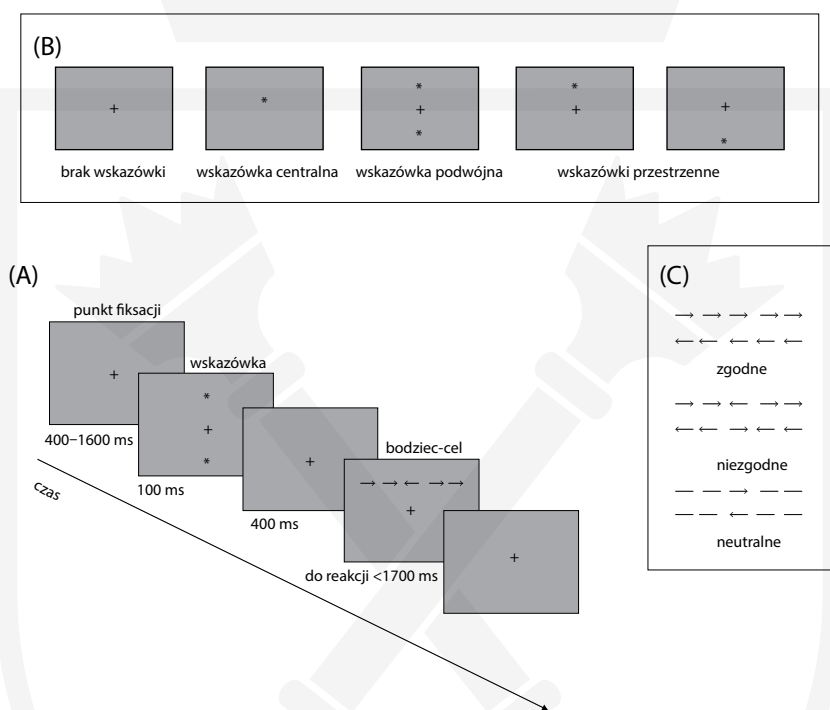 (B)
brak wskazówki
wskazówka centralna
wskazówka podwójna
wskazówki przestrzenne
(A)
punkt fiksacji
400–1600 ms
wskazówka
100 ms
400 ms
bodziec-cel
do reakcji <1700 ms
czas
(C)
zgodne
niezgodne
neutralne